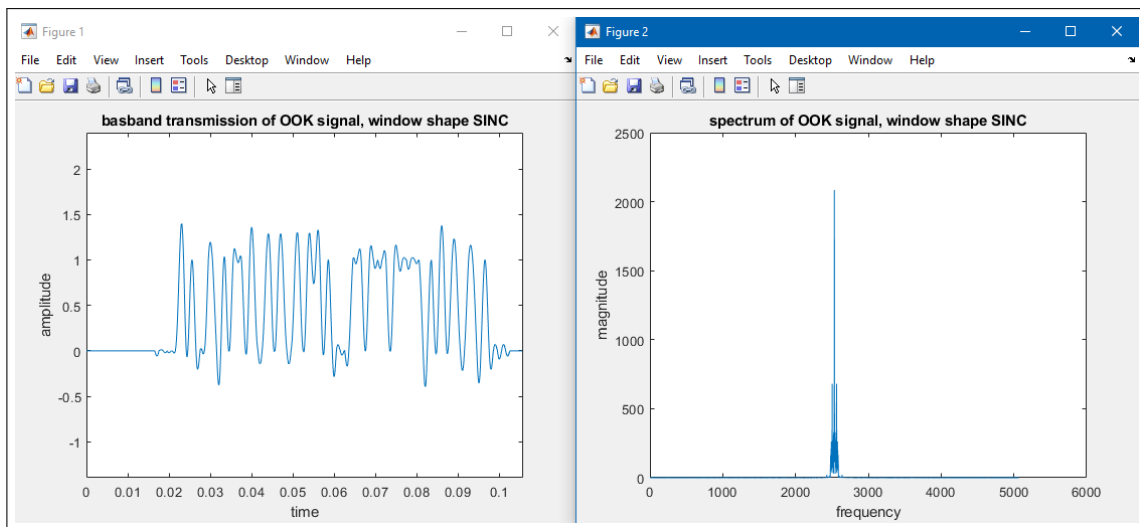 Figure 1
File Edit View Insert Tools Desktop Window Help
basband transmission of OOK signal, window shape SINC
amplitude
2
1.5
1
0.5
0
-0.5
-1
0 0.01 0.02 0.03 0.04 0.05 0.06 0.07 0.08 0.09 0.1
time
Figure 2
File Edit View Insert Tools Desktop Window Help
spectrum of OOK signal, window shape SINC
magnitude
2500
2000
1500
1000
500
0
0 1000 2000 3000 4000 5000 6000
frequency